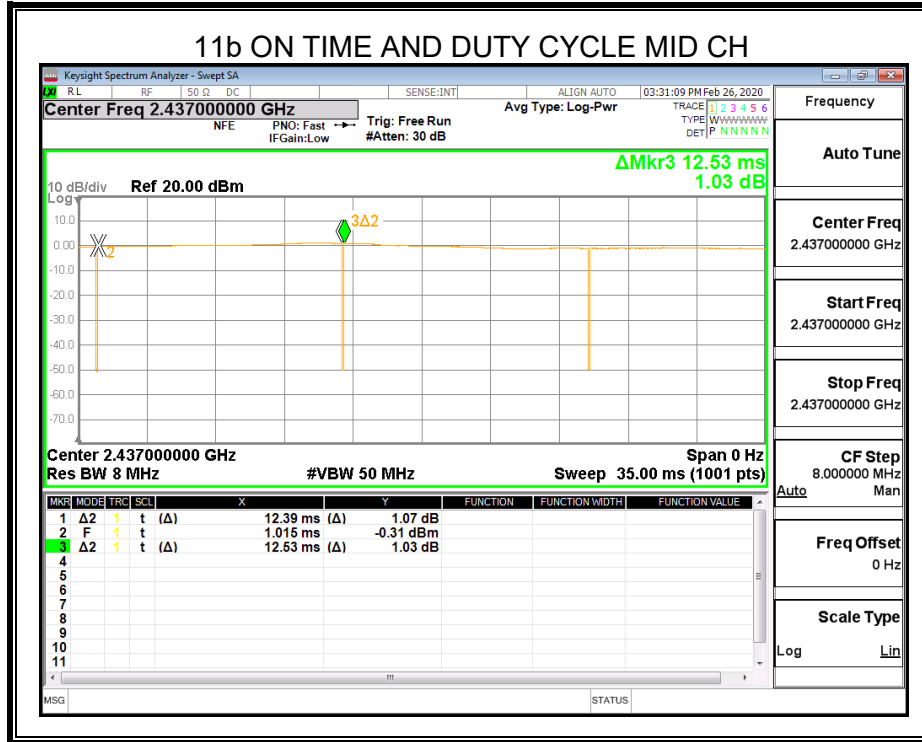 11b ON TIME AND DUTY CYCLE MID CH
Keysight Spectrum Analyzer - Swept SA
LXI RL RF 50 Ω DC SENSE:INT ALIGN AUTO 03:31:09 PM Feb 26, 2020
Center Freq 2.437000000 GHz Avg Type: Log-Pwr TRACE 1 2 3 4 5 6
NFE PNO: Fast Trig: Free Run TYPE WWWWWW
IFGain:Low #Atten: 30 dB DET P N N N N N
ΔMkr3 12.53 ms
10 dB/div Ref 20.00 dBm 1.03 dB
Log
10.0
0.00
-10.0
-20.0
-30.0
-40.0
-50.0
-60.0
-70.0
2
3Δ2
Center 2.437000000 GHz Span 0 Hz
Res BW 8 MHz #VBW 50 MHz Sweep 35.00 ms (1001 pts)
MKR MODE TRC SCL X Y FUNCTION FUNCTION WIDTH FUNCTION VALUE
1 Δ2 1 t (Δ) 12.39 ms (Δ) 1.07 dB
2 F 1 t 1.015 ms -0.31 dBm
3 Δ2 1 t (Δ) 12.53 ms (Δ) 1.03 dB
4
5
6
7
8
9
10
11
MSG STATUS
Frequency
Auto Tune
Center Freq
2.437000000 GHz
Start Freq
2.437000000 GHz
Stop Freq
2.437000000 GHz
CF Step
8.000000 MHz
Auto Man
Freq Offset
0 Hz
Scale Type
Log Lin